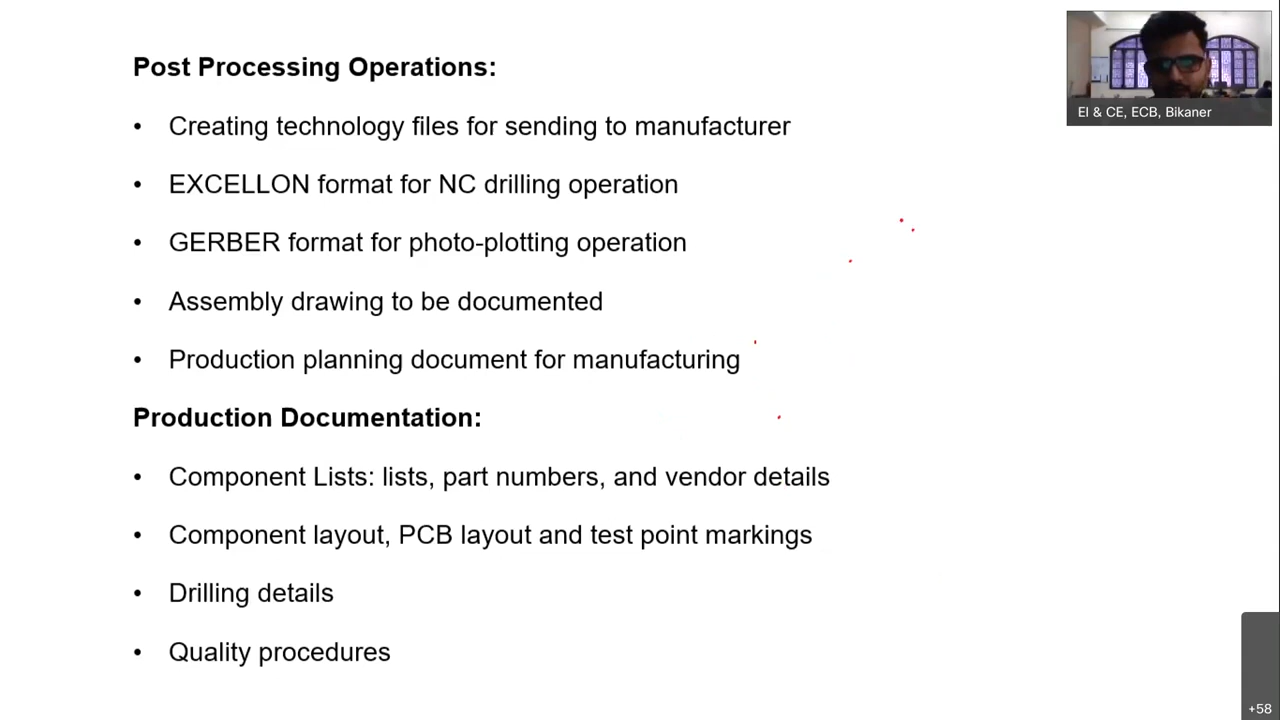 Post Processing Operations:
• Creating technology files for sending to manufacturer
• EXCELLON format for NC drilling operation
• GERBER format for photo-plotting operation
• Assembly drawing to be documented
• Production planning document for manufacturing
Production Documentation:
• Component Lists: lists, part numbers, and vendor details
• Component layout, PCB layout and test point markings
• Drilling details
• Quality procedures
EI & CE, ECB, Bikaner
+58